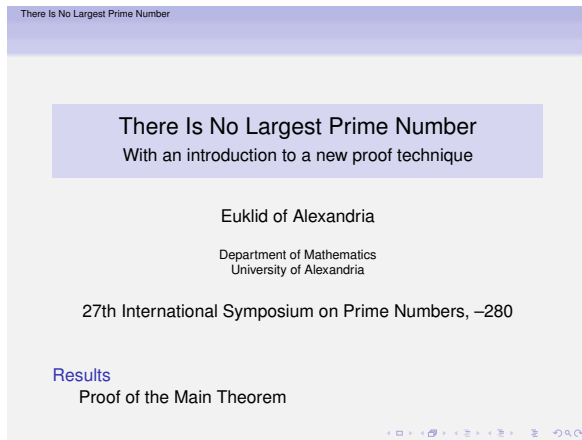 There Is No Largest Prime Number
There Is No Largest Prime Number
With an introduction to a new proof technique
Euklid of Alexandria
Department of Mathematics
University of Alexandria
27th International Symposium on Prime Numbers, –280
Results
Proof of the Main Theorem